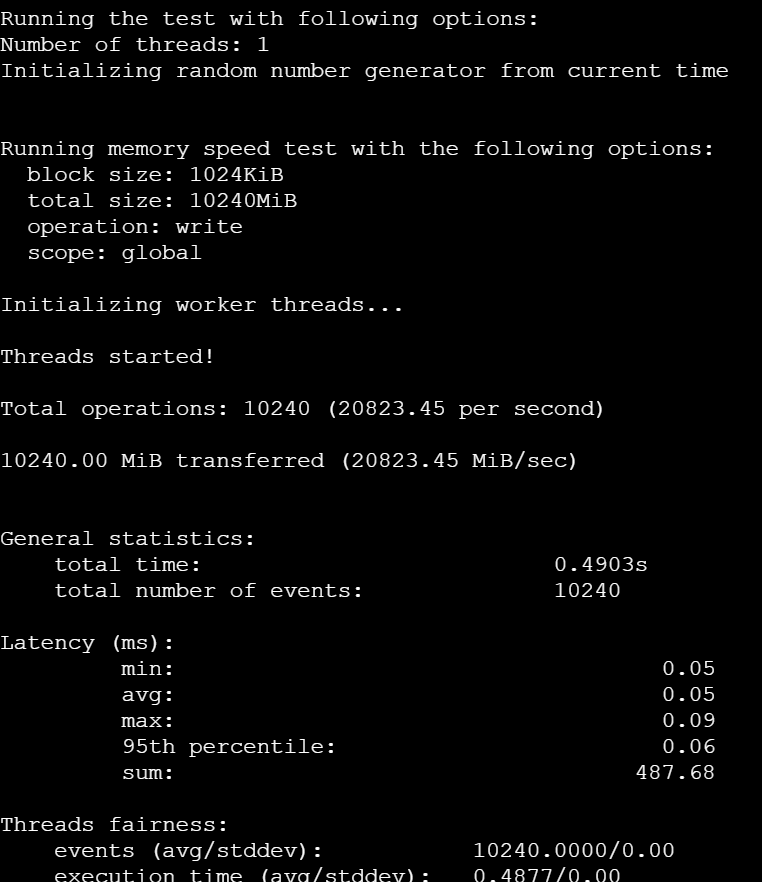 Running the test with following options:
Number of threads: 1
Initializing random number generator from current time
Running memory speed test with the following options:
block size: 1024KiB
total size: 10240MiB
operation: write
scope: global
Initializing worker threads...
Threads started!
Total operations: 10240 (20823.45 per second)
10240.00 MiB transferred (20823.45 MiB/sec)
General statistics:
total time: 0.4903s
total number of events: 10240
Latency (ms):
min: 0.05
avg: 0.05
max: 0.09
95th percentile: 0.06
sum: 487.68
Threads fairness:
events (avg/stddev): 10240.0000/0.00
execution time (avg/stddev): 0.4877/0.00